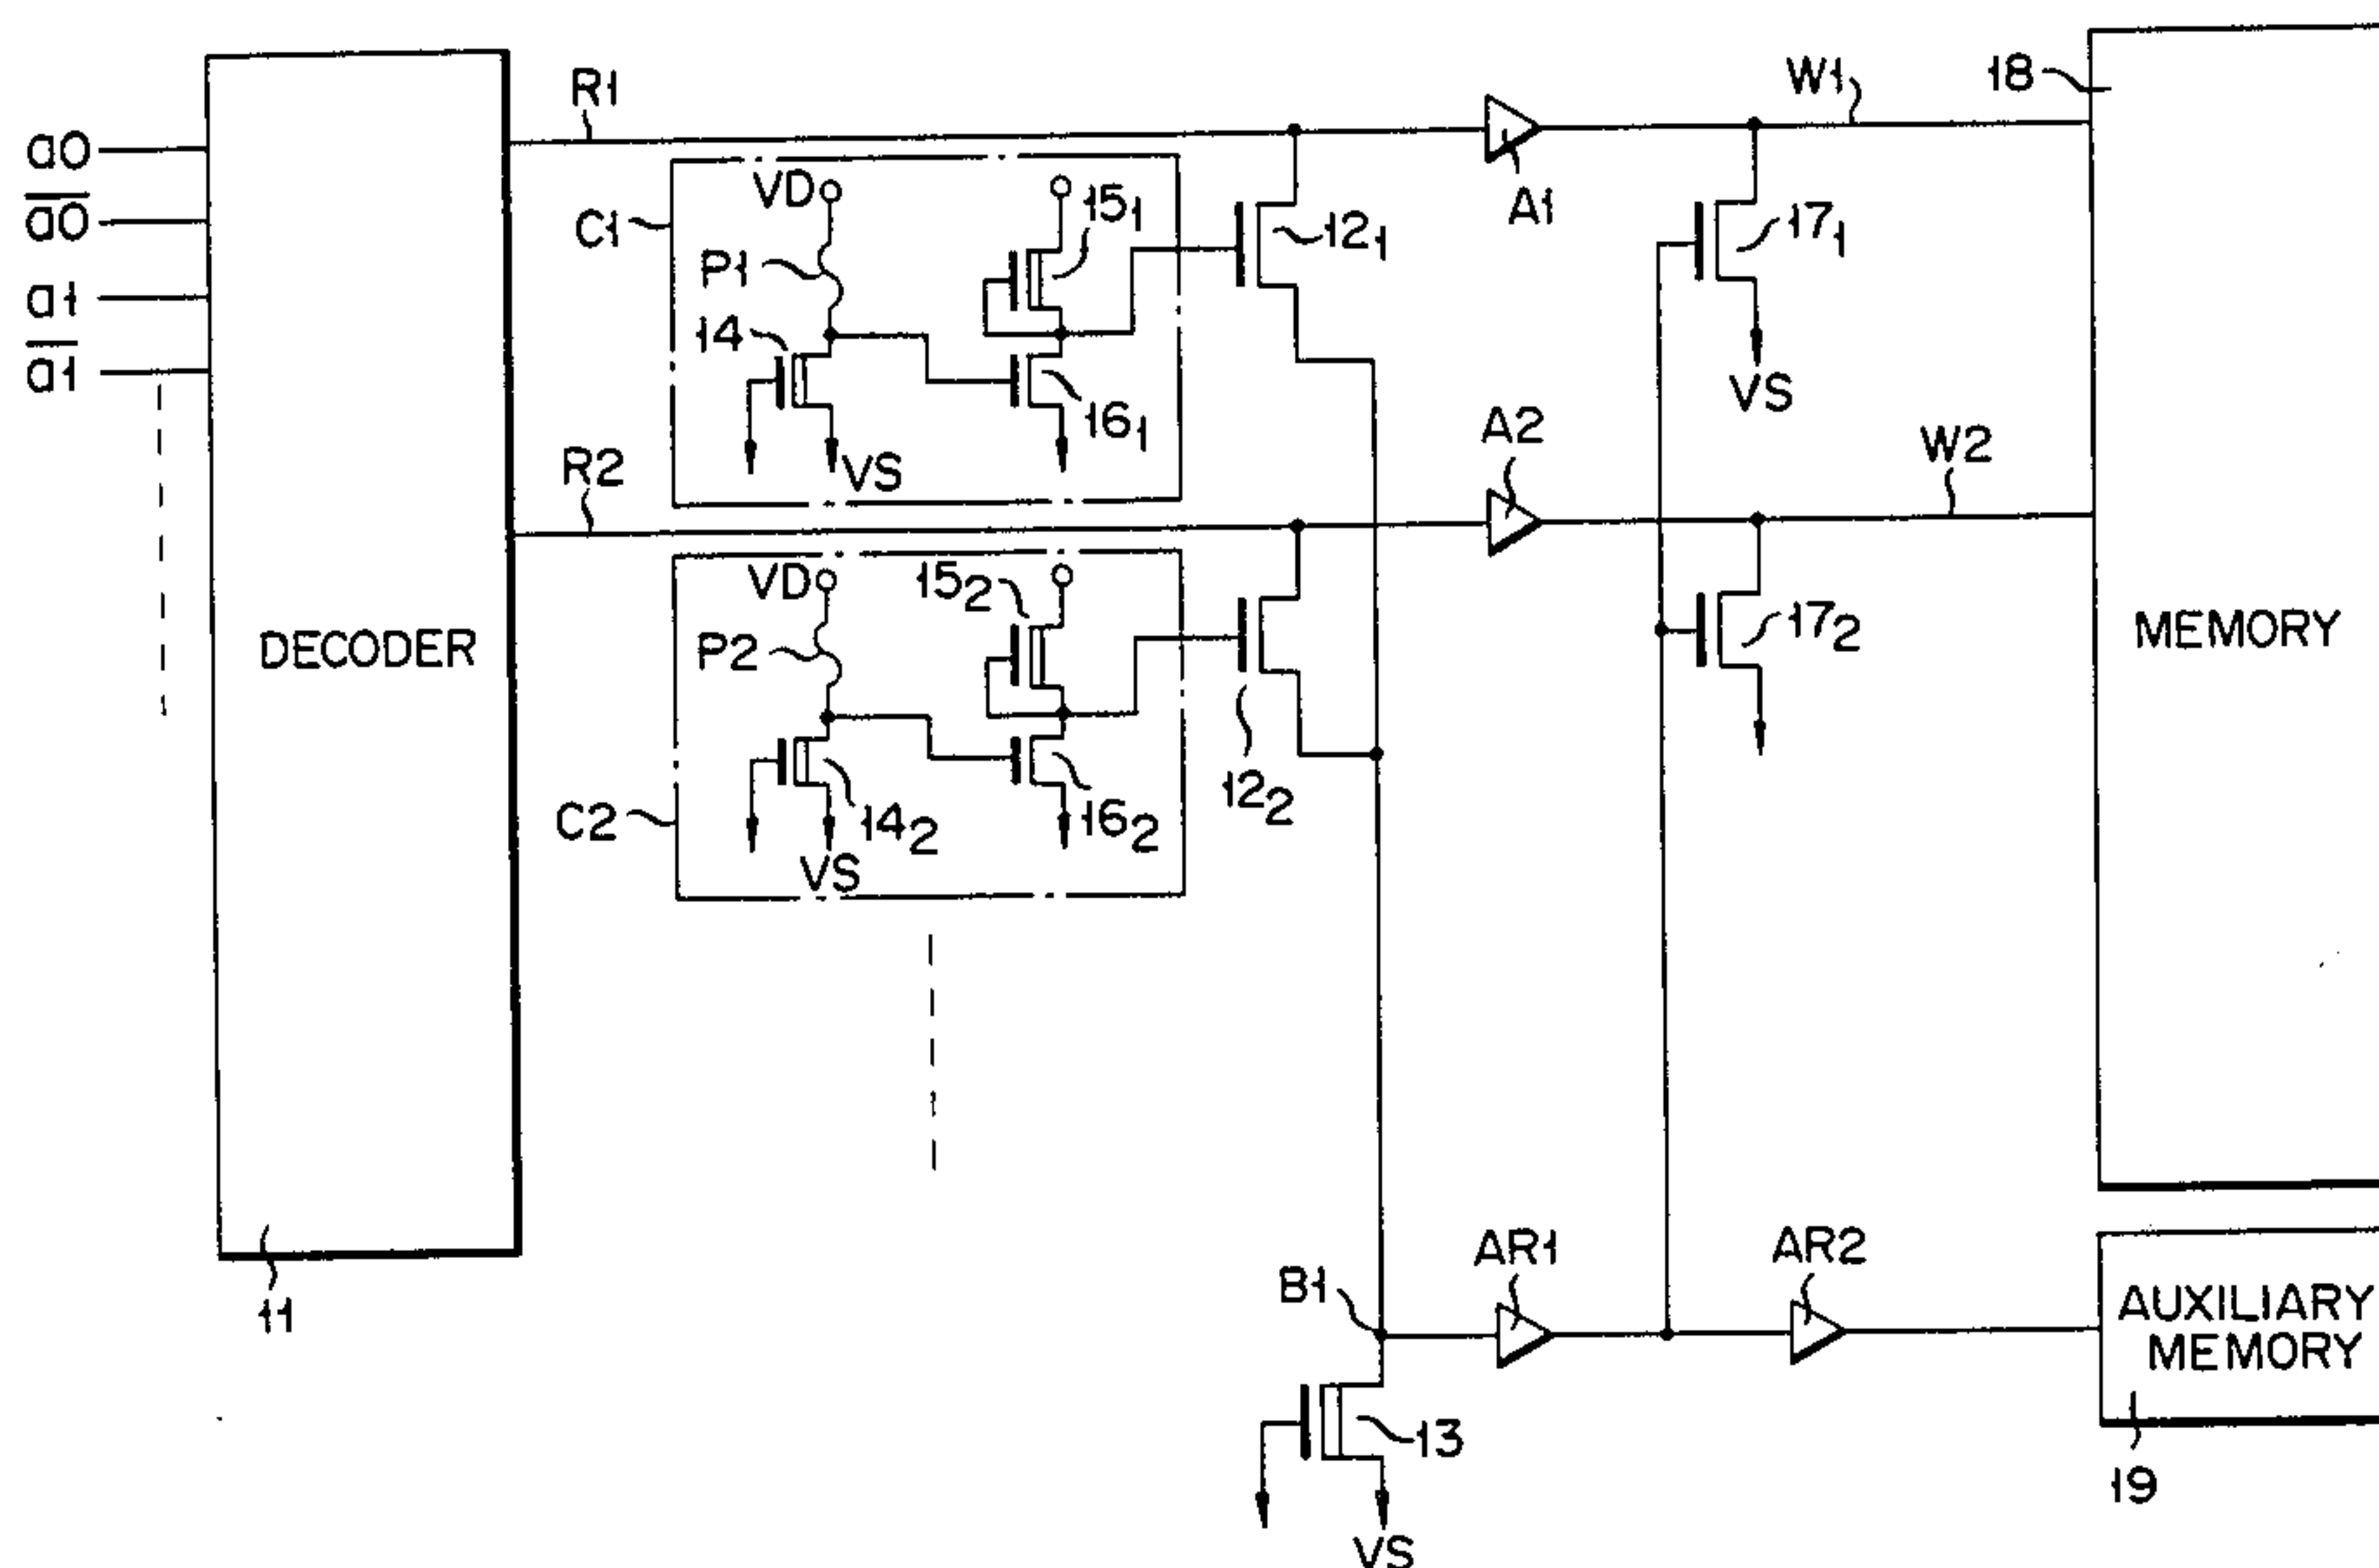 R1
W1
18
a0
a0̅
a1
a1̅
VD
C1
P1
14
VS
15₁
16₁
12₁
A1
17₁
VS
R2
A2
W2
VD
15₂
P2
C2
14₂
VS
16₂
12₂
17₂
DECODER
MEMORY
11
B1
AR1
AR2
AUXILIARY
MEMORY
13
VS
19